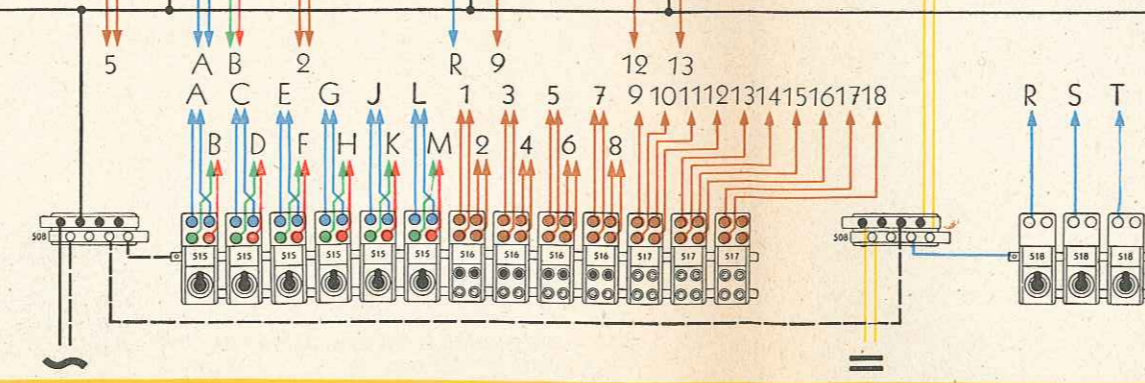 5 A B 2 R 9 12 13
A C E G J L 1 3 5 7 9 10 11 12 13 14 15 16 17 18 R S T
B D F H K M 2 4 6 8
508 508
515 515 515 515 515 515 516 516 516 516 517 517 517 518 518 518